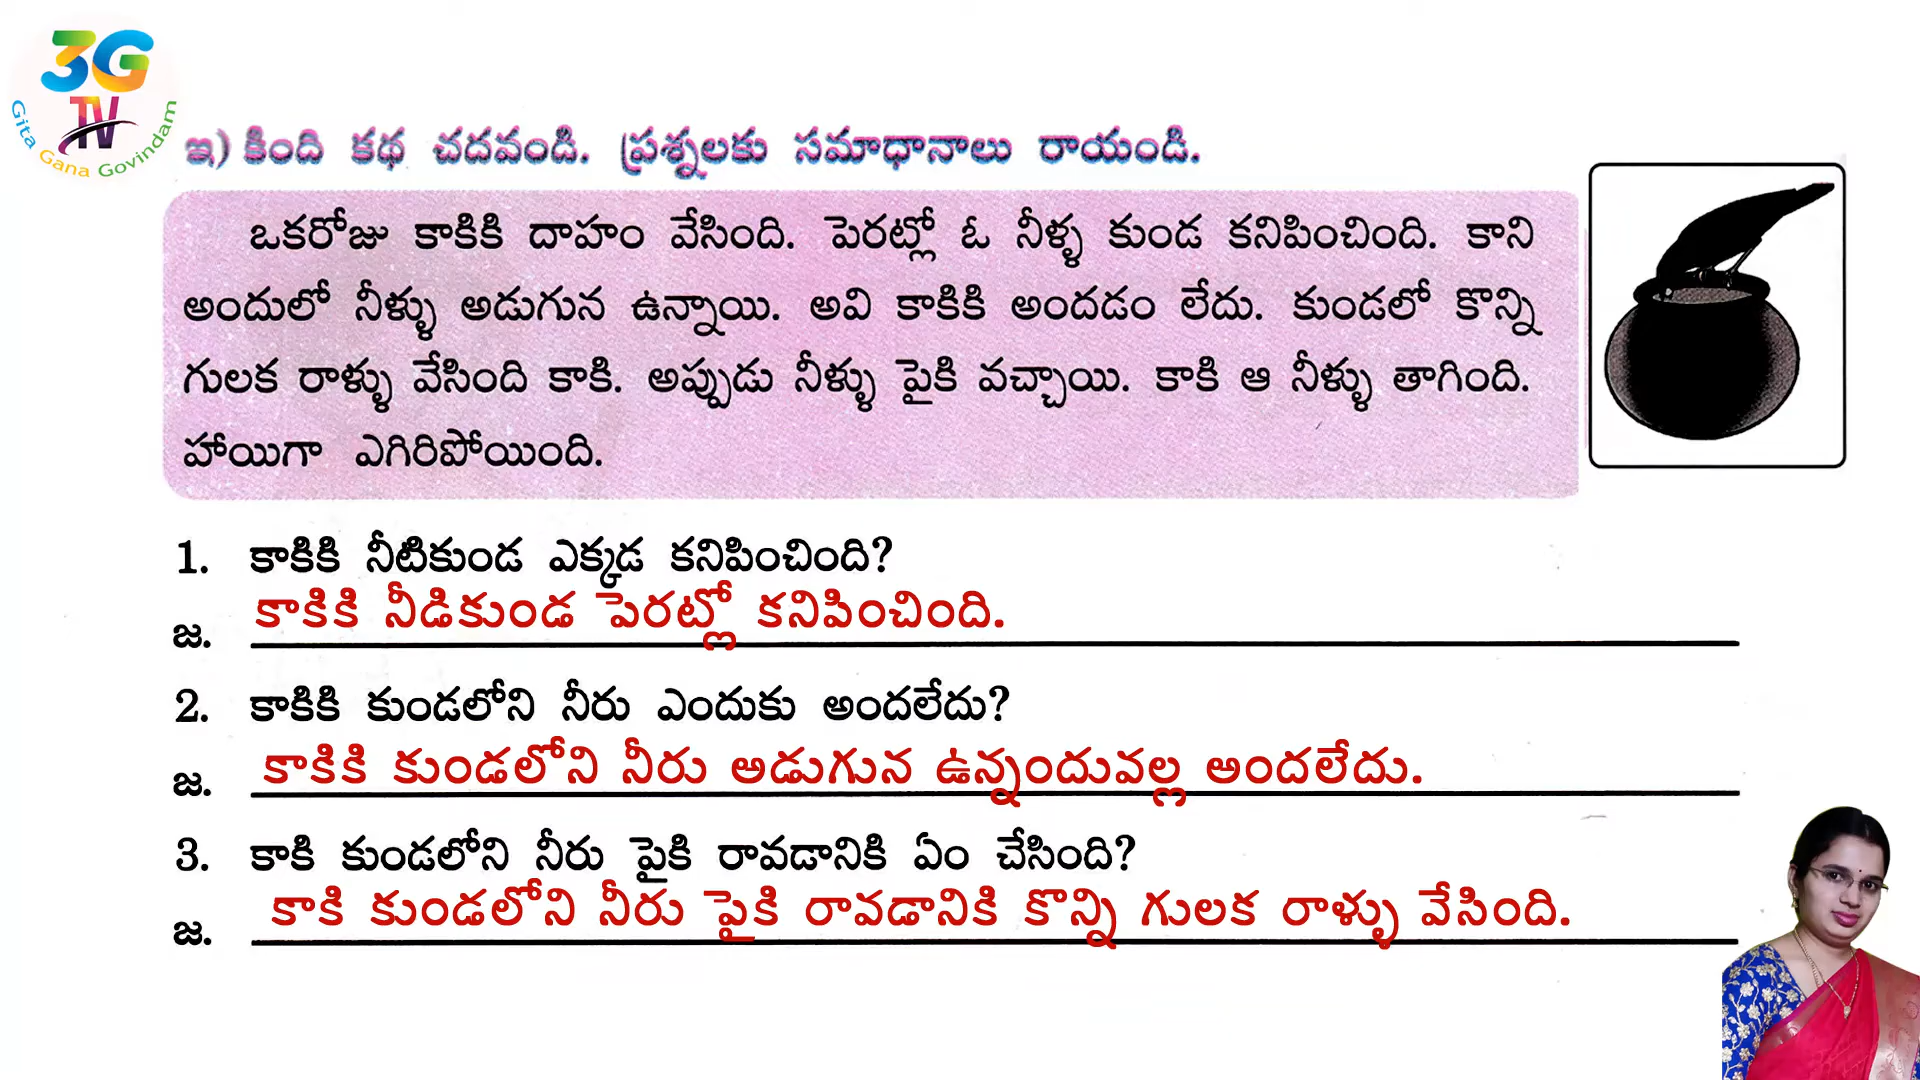 3G
TV
Gita Gana Govindam
ఇ) కింది కథ చదవండి. ప్రశ్నలకు సమాధానాలు రాయండి.
ఒకరోజు కాకికి దాహం వేసింది. పెరట్లో ఓ నీళ్ళ కుండ కనిపించింది. కాని
అందులో నీళ్ళు అడుగున ఉన్నాయి. అవి కాకికి అందడం లేదు. కుండలో కొన్ని
గులక రాళ్ళు వేసింది కాకి. అప్పుడు నీళ్ళు పైకి వచ్చాయి. కాకి ఆ నీళ్ళు తాగింది.
హాయిగా ఎగిరిపోయింది.
1. కాకికి నీటికుండ ఎక్కడ కనిపించింది?
జ. కాకికి నీడికుండ పెరట్లో కనిపించింది.
2. కాకికి కుండలోని నీరు ఎందుకు అందలేదు?
జ. కాకికి కుండలోని నీరు అడుగున ఉన్నందువల్ల అందలేదు.
3. కాకి కుండలోని నీరు పైకి రావడానికి ఏం చేసింది?
జ. కాకి కుండలోని నీరు పైకి రావడానికి కొన్ని గులక రాళ్ళు వేసింది.